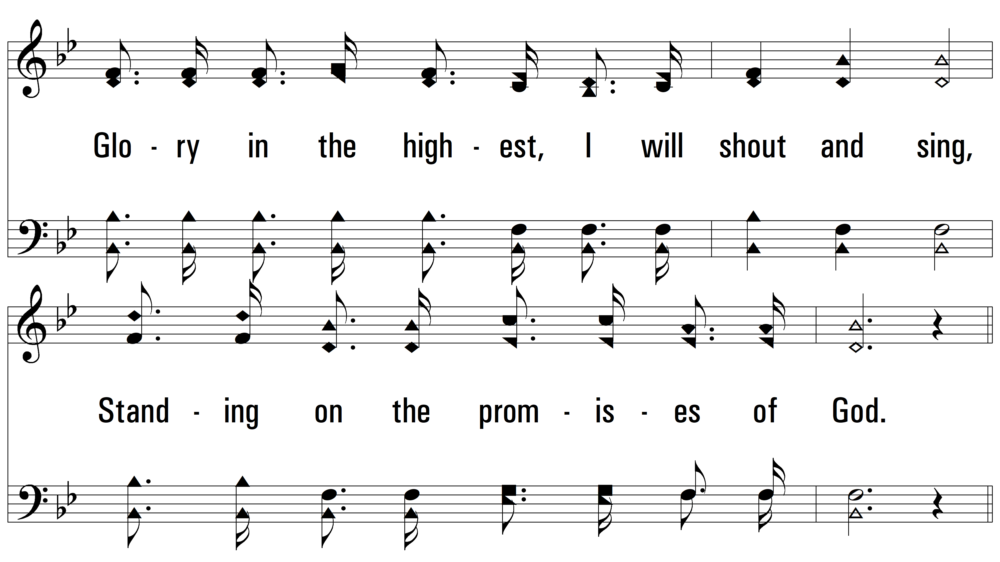 Glo - ry in the high - est, I will shout and sing,
Stand - ing on the prom - is - es of God.